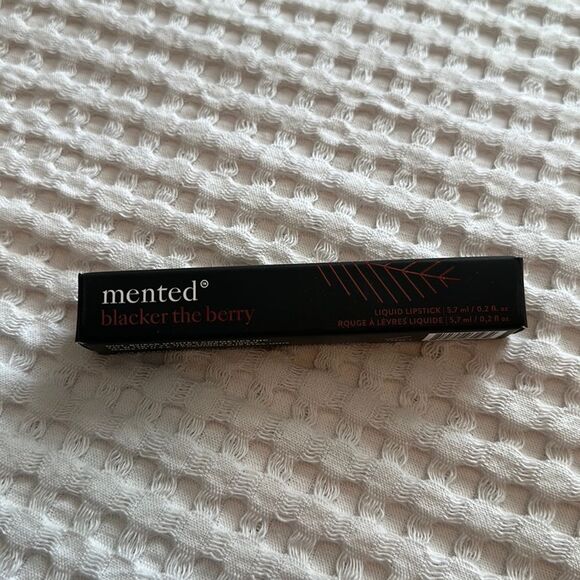 mented®
blacker the berry
LIQUID LIPSTICK | 5,7 ml / 0,2 fl. oz
ROUGE À LÈVRES LIQUIDE | 5,7 ml / 0,2 fl oz